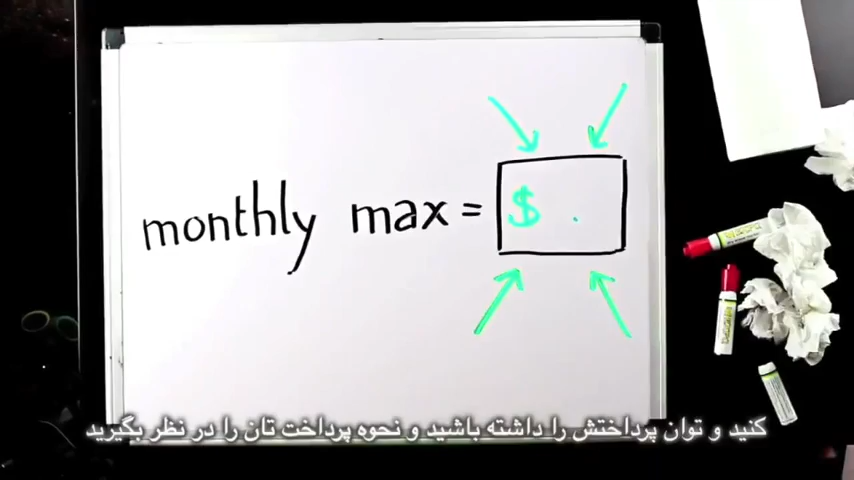 monthly max = $ .
کنید و توان پرداختش را داشته باشید و نحوه پرداخت تان را در نظر بگیرید